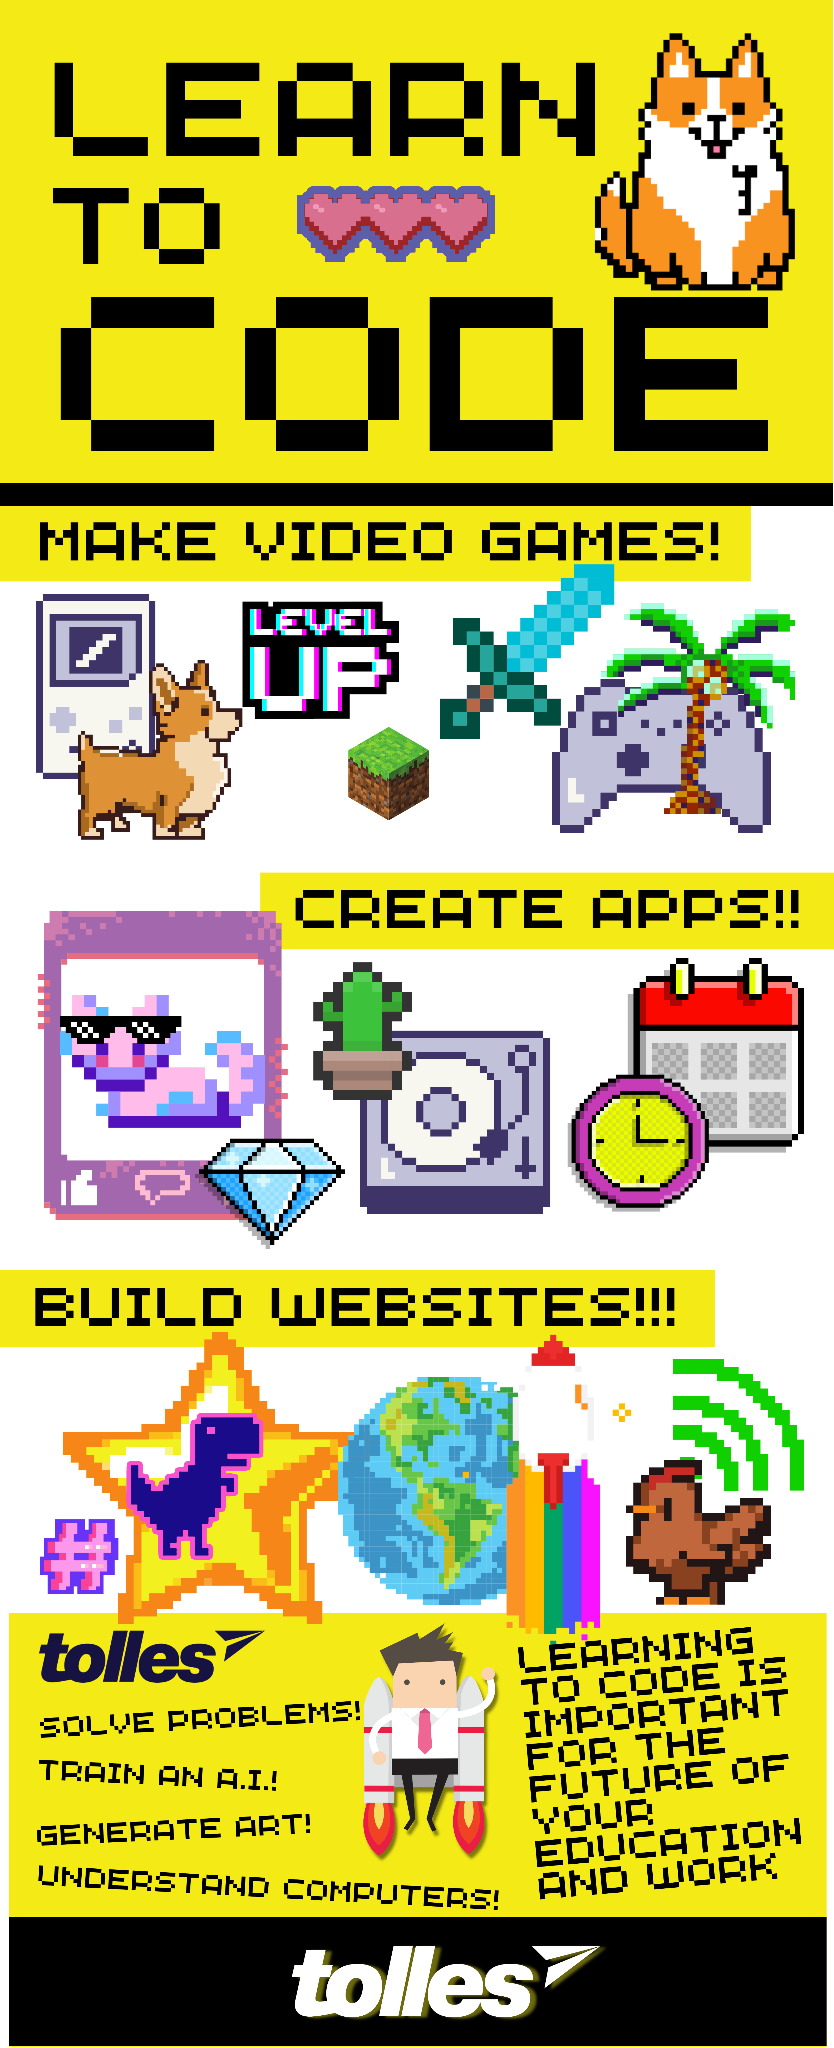 LEARN
TO
CODE
MAKE VIDEO GAMES!
LEVEL
UP
CREATE APPS!!
BUILD WEBSITES!!!
#
tolles
SOLVE PROBLEMS!
TRAIN AN A.I.!
GENERATE ART!
UNDERSTAND COMPUTERS!
LEARNING
TO CODE IS
IMPORTANT
FOR THE
FUTURE OF
YOUR
EDUCATION
AND WORK
tolles